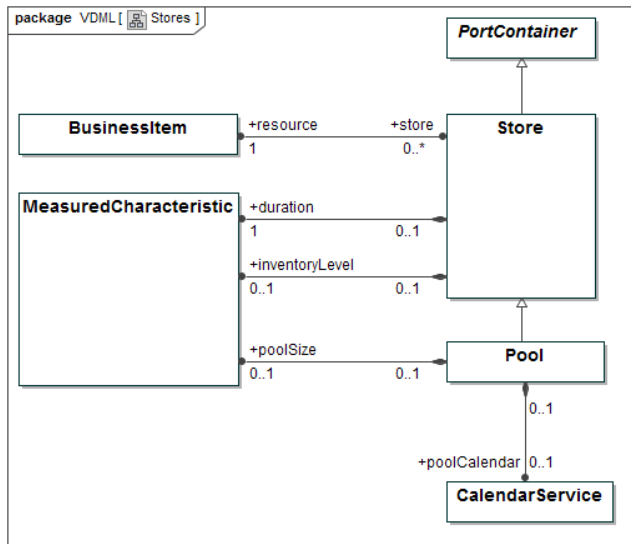 package VDML [ Stores ]
PortContainer
BusinessItem
+resource
+store
Store
1
0..*
MeasuredCharacteristic
+duration
1
0..1
+inventoryLevel
0..1
0..1
+poolSize
Pool
0..1
0..1
0..1
+poolCalendar
0..1
CalendarService